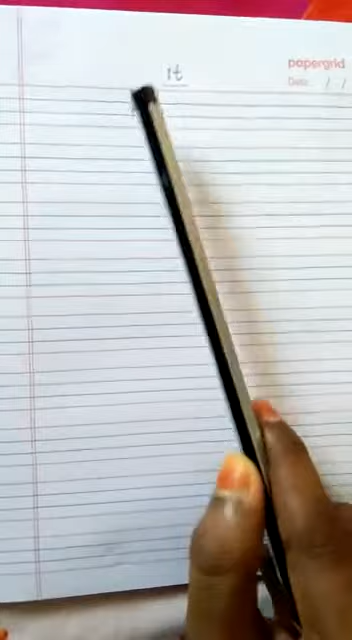 it
papergrid
Date: / /